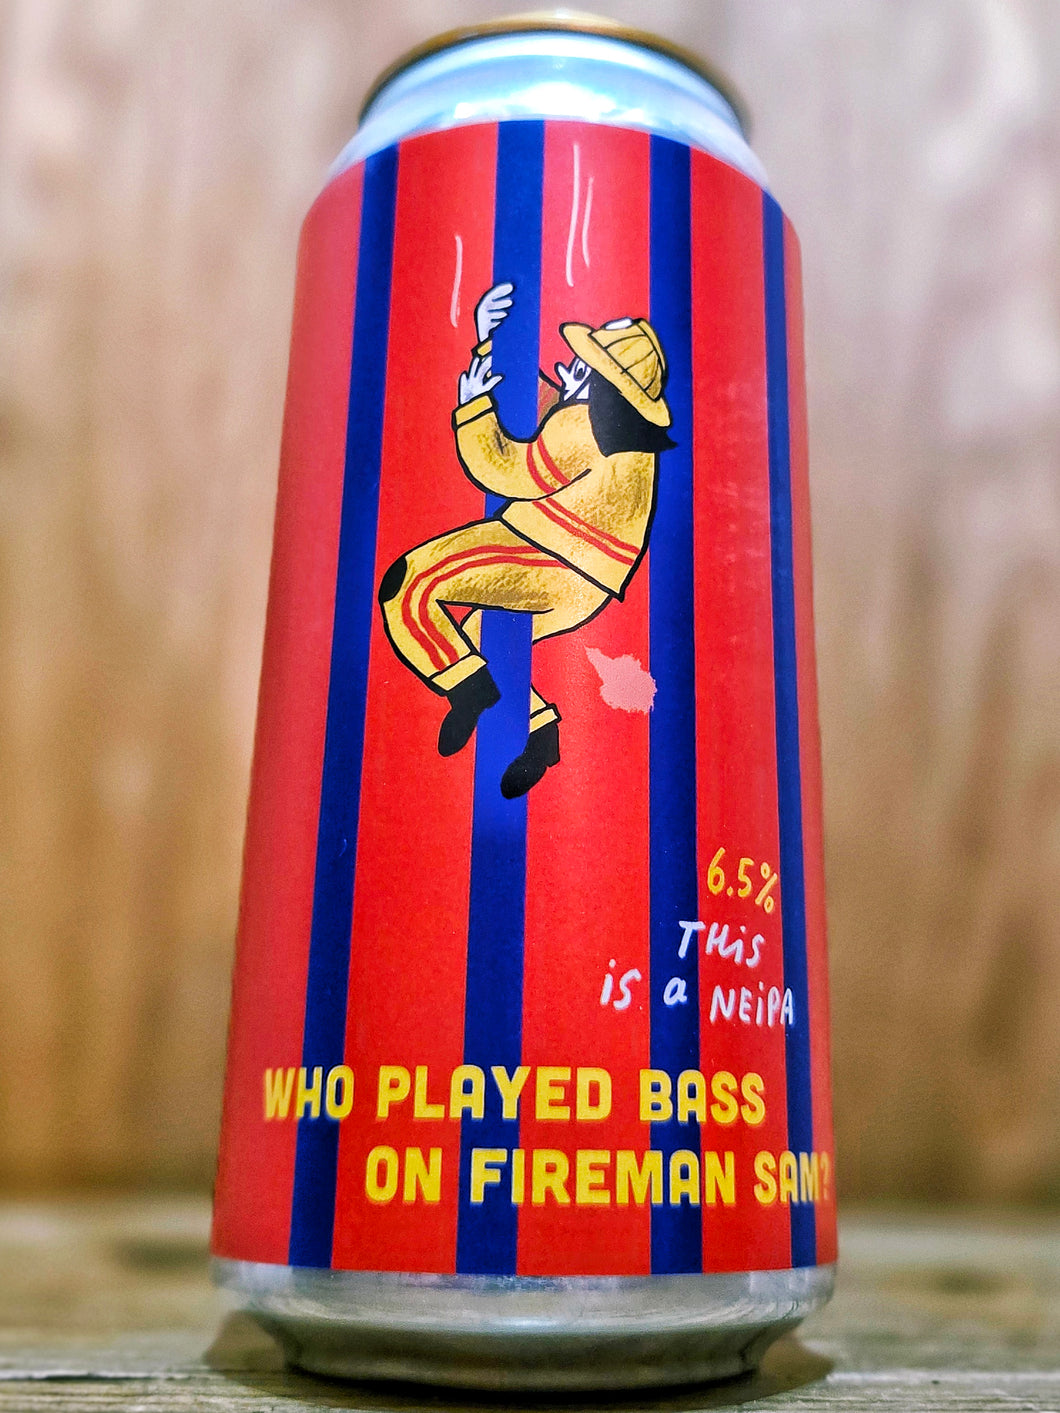 6.5%
THiS
iS a NEiPA
WHO PLAYED BASS
ON FIREMAN SAM?